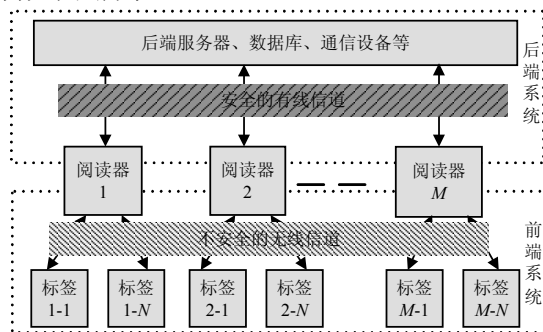 后端服务器、数据库、通信设备等
后端系统
安全的有线信道
阅读器 阅读器 阅读器
1 2 M
不安全的无线信道
前端系统
标签 标签 标签 标签 标签 标签
1-1 1-N 2-1 2-N M-1 M-N